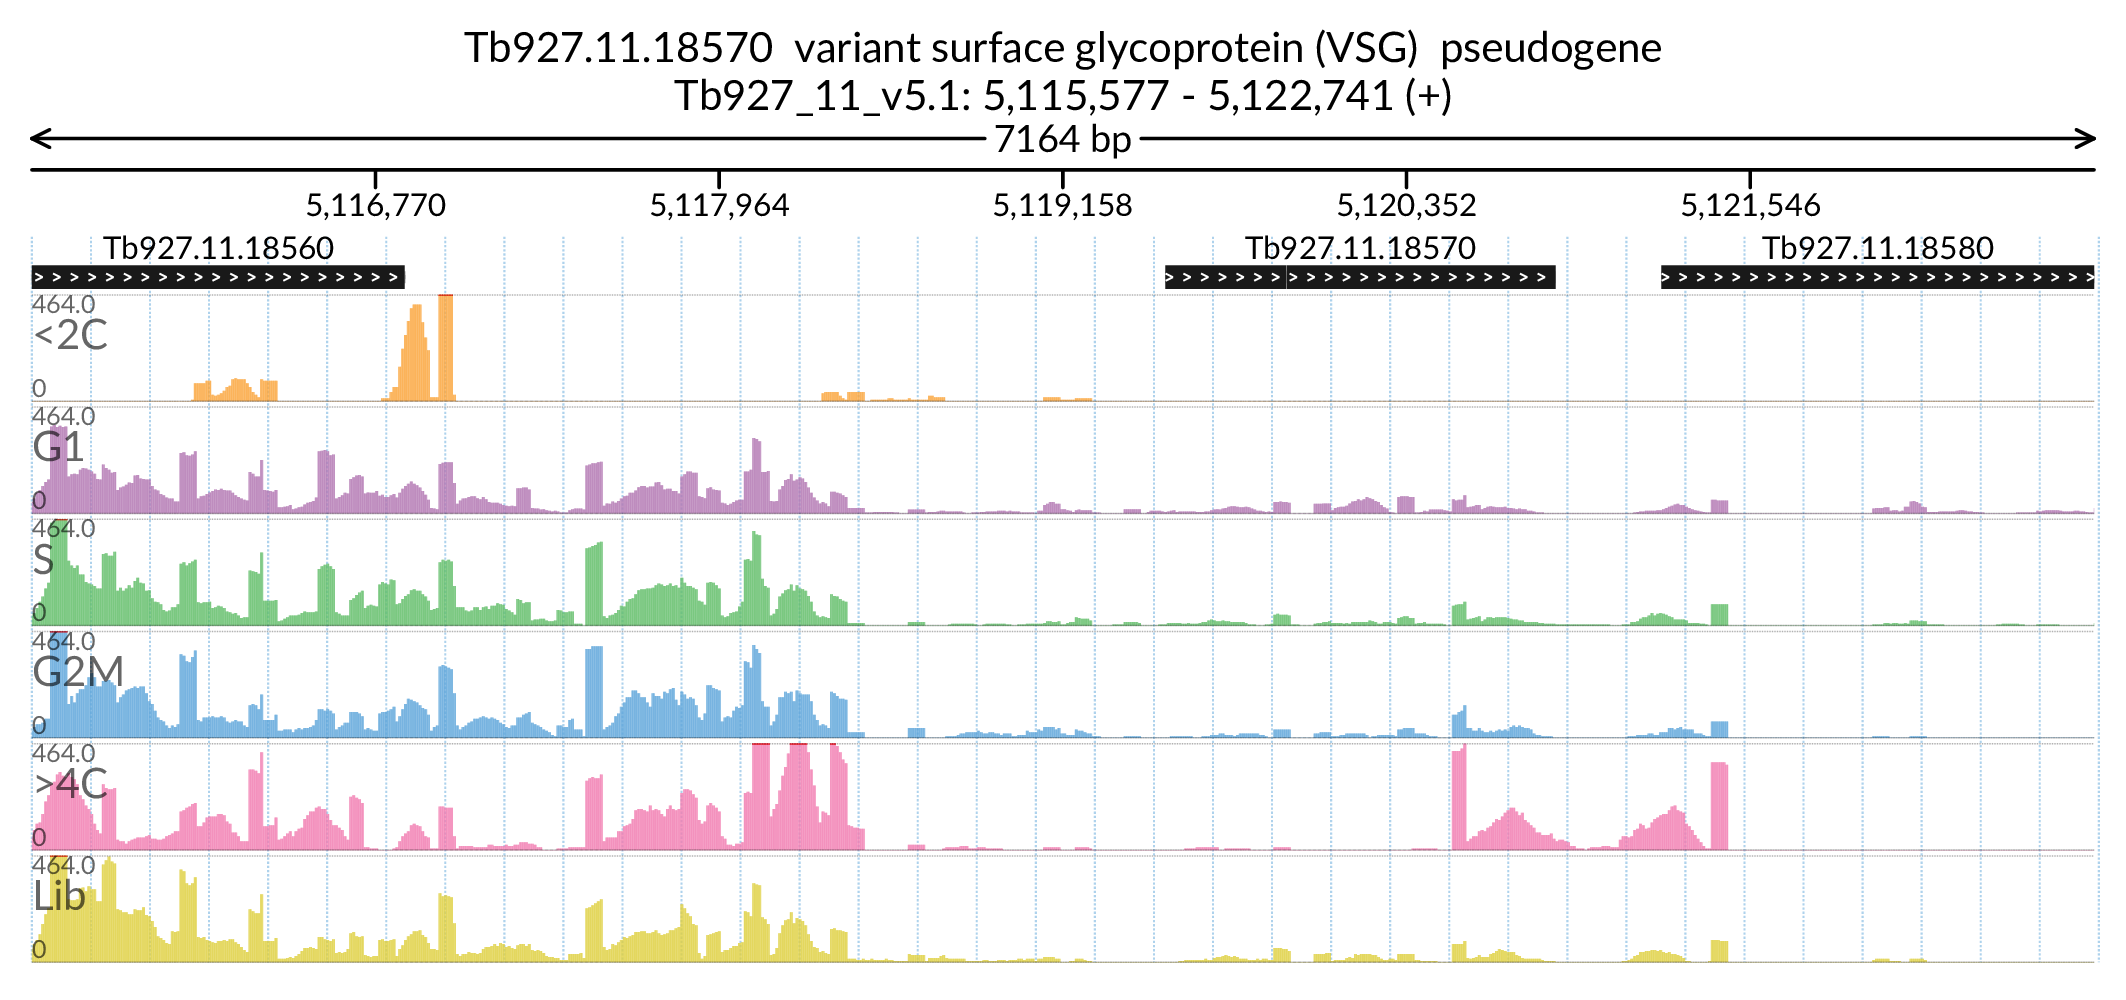 Tb927.11.18570 variant surface glycoprotein (VSG) pseudogene
Tb927_11_v5.1: 5,115,577 - 5,122,741 (+)
7164 bp
5,116,770 5,117,964 5,119,158 5,120,352 5,121,546
Tb927.11.18560 Tb927.11.18570 Tb927.11.18580
464.0
<2C
0
464.0
G1
0
464.0
S
0
464.0
G2M
0
464.0
>4C
0
464.0
Lib
0